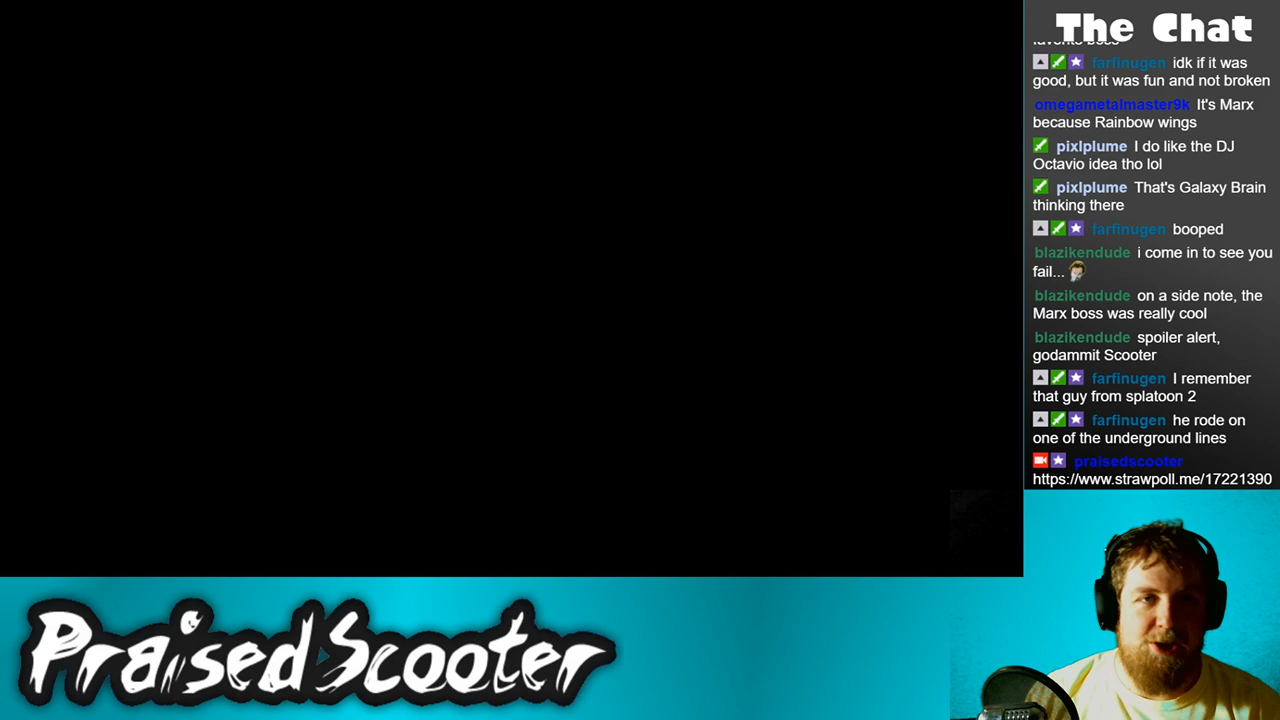 The Chat
favorite boss
farfinugen idk if it was
good, but it was fun and not broken
omegametalmaster9k It's Marx
because Rainbow wings
pixlplume I do like the DJ
Octavio idea tho lol
pixlplume That's Galaxy Brain
thinking there
farfinugen booped
blazikendude i come in to see you
fail...
blazikendude on a side note, the
Marx boss was really cool
blazikendude spoiler alert,
godammit Scooter
farfinugen I remember
that guy from splatoon 2
farfinugen he rode on
one of the underground lines
praisedscooter
https://www.strawpoll.me/17221390
PraisedScooter